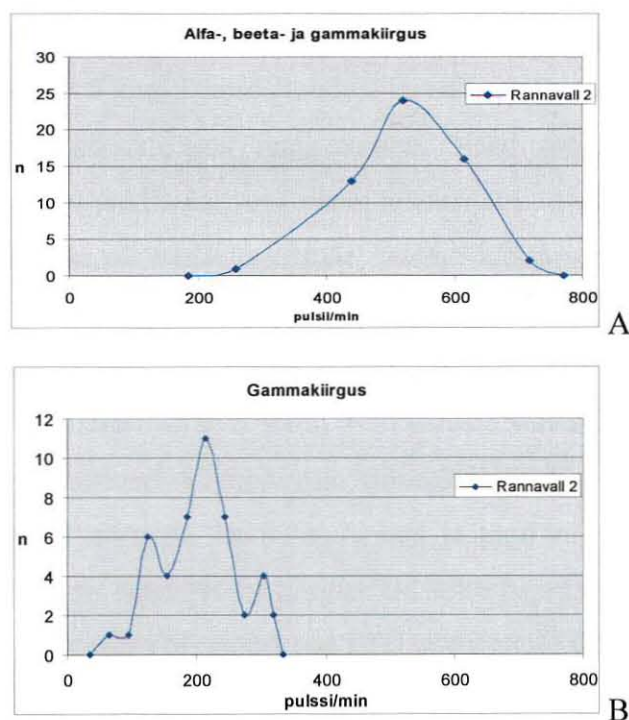 Alfa-, beeta- ja gammakiirgus
30
25
20
15
n
10
5
0
0 200 400 600 800
pulsii/min
Rannavall 2
A
Gammakiirgus
12
10
8
6
n
4
2
0
0 200 400 600 800
pulssi/min
Rannavall 2
B